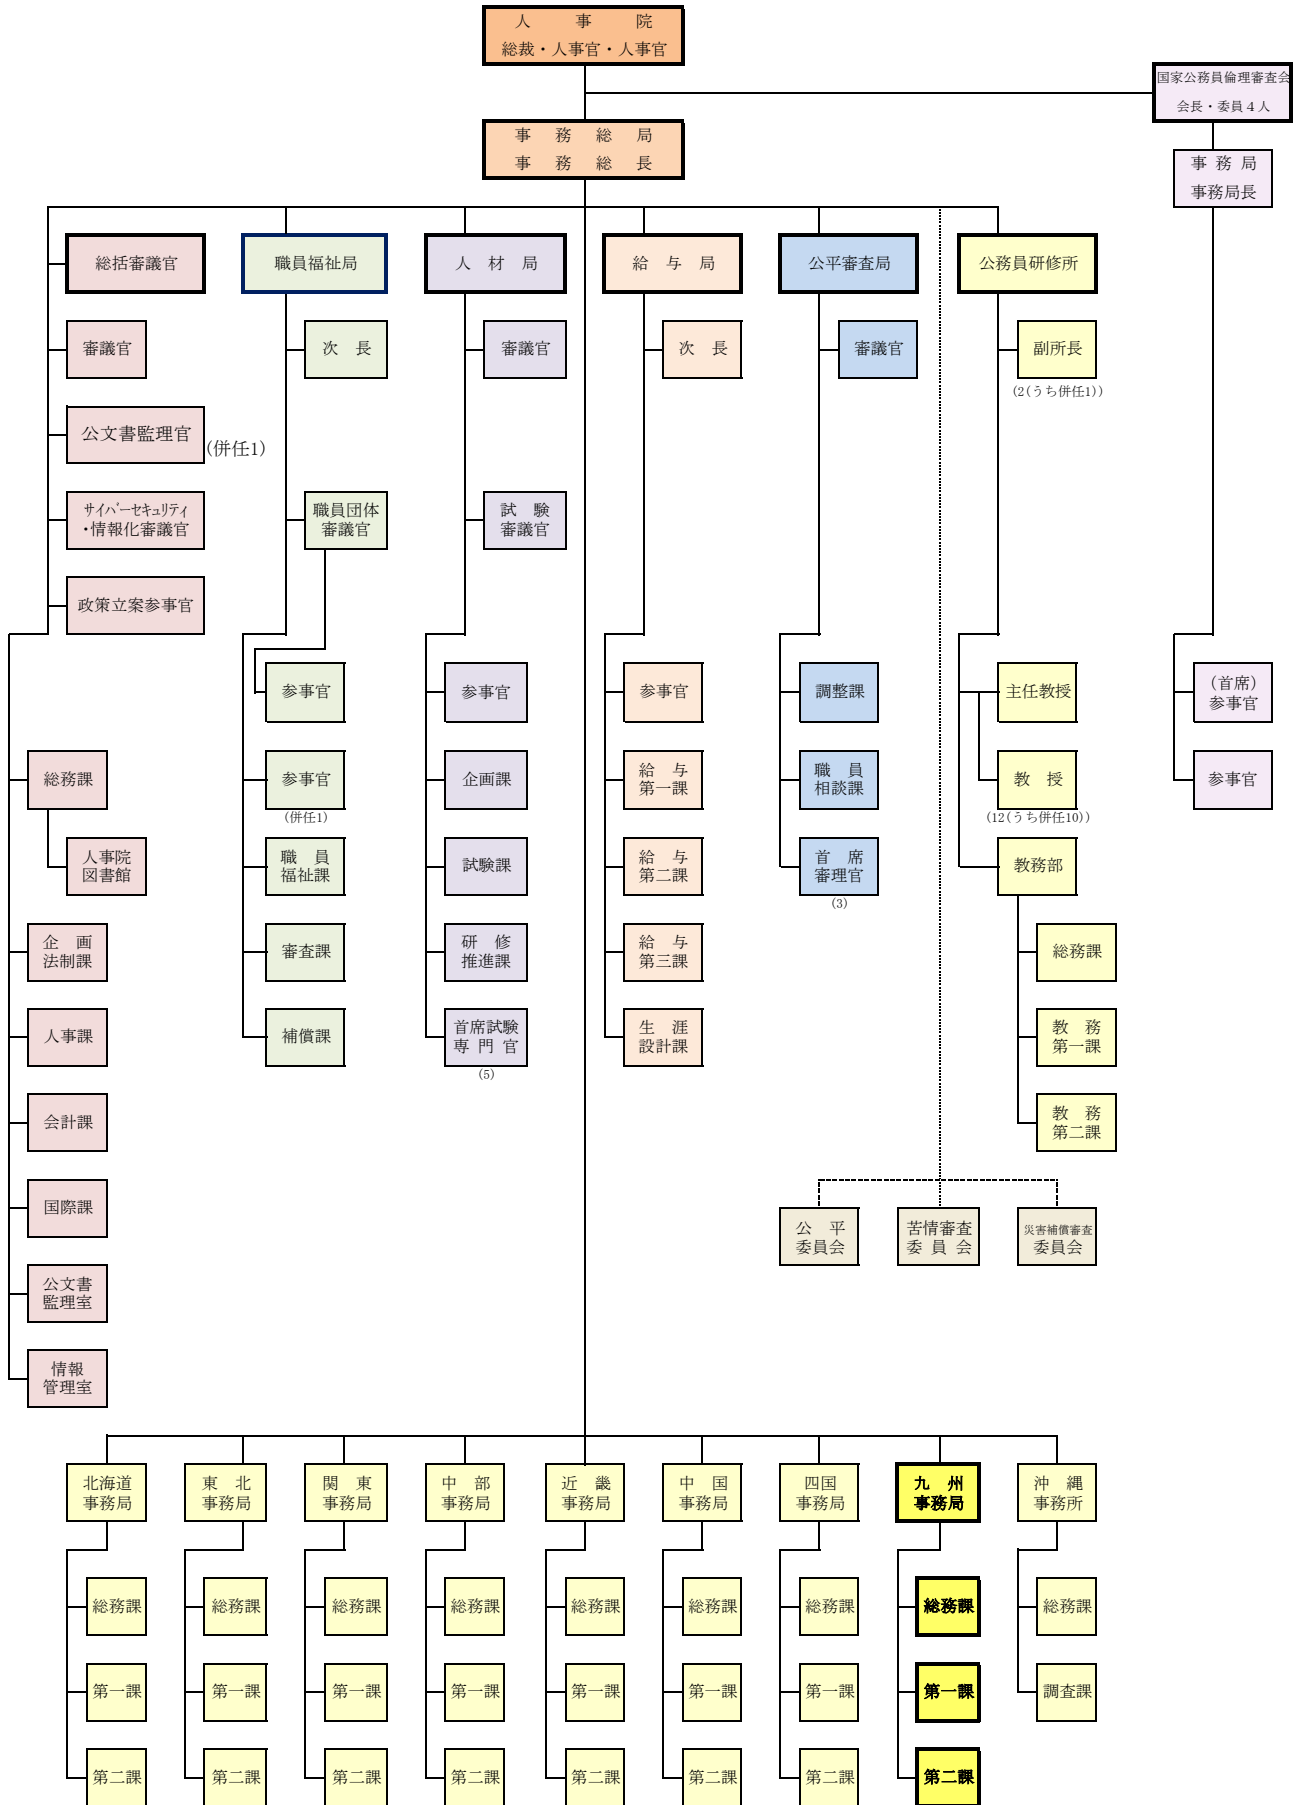 人　事　院
総裁・人事官・人事官
国家公務員倫理審査会
会長・委員４人
事　務　総　局
事　務　総　長
事 務 局
事務局長
総括審議官
職員福祉局
人　材　局
給　与　局
公平審査局
公務員研修所
審議官
次　長
審議官
次　長
審議官
副所長
(2(うち併任1))
公文書監理官
(併任1)
サイバーセキュリティ
・情報化審議官
職員団体
審議官
試　験
審議官
政策立案参事官
参事官
参事官
参事官
調整課
主任教授
（首席）
参事官
総務課
参事官
(併任1)
企画課
給　与
第一課
職　員
相談課
教　授
(12(うち併任10))
参事官
人事院
図書館
職　員
福祉課
試験課
給　与
第二課
首　席
審理官
(3)
教務部
企　画
法制課
審査課
研　修
推進課
給　与
第三課
総務課
人事課
補償課
首席試験
専 門 官
(5)
生　涯
設計課
教　務
第一課
会計課
教　務
第二課
国際課
公　平
委員会
苦情審査
委 員 会
災害補償審査
委員会
公文書
監理室
情報
管理室
北海道
事務局
東　北
事務局
関　東
事務局
中　部
事務局
近　畿
事務局
中　国
事務局
四国
事務局
九　州
事務局
沖　縄
事務所
総務課
総務課
総務課
総務課
総務課
総務課
総務課
総務課
総務課
第一課
第一課
第一課
第一課
第一課
第一課
第一課
第一課
調査課
第二課
第二課
第二課
第二課
第二課
第二課
第二課
第二課